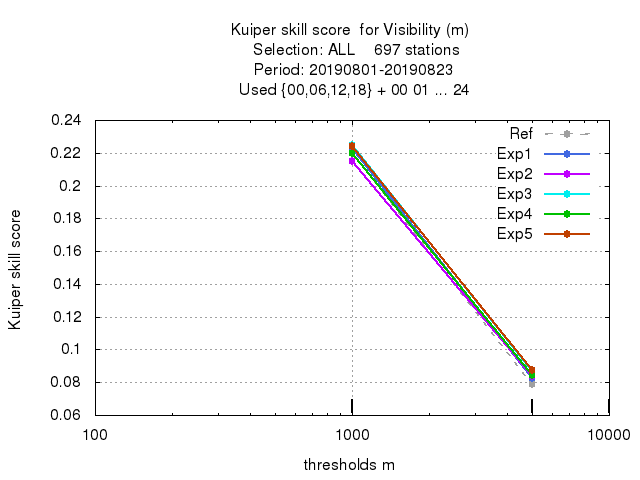 Kuiper skill score  for Visibility (m)
Selection: ALL    697 stations
Period: 20190801-20190823
Used {00,06,12,18} + 00 01 ... 24
0.24
0.22
0.2
0.18
0.16
0.14
0.12
0.1
0.08
0.06
Kuiper skill score
Ref
Exp1
Exp2
Exp3
Exp4
Exp5
100
1000
10000
thresholds m